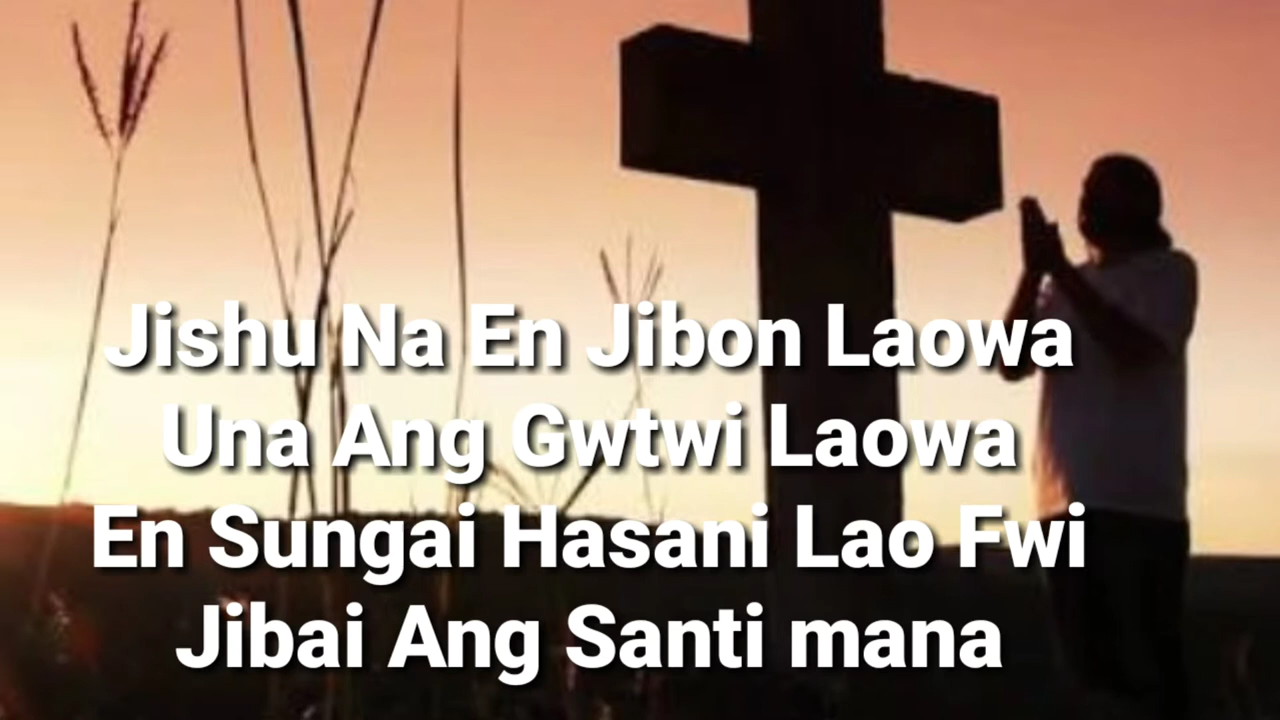 Jishu Na En Jibon Laowa
Una Ang Gwtwi Laowa
En Sungai Hasani Lao Fwi
Jibai Ang Santi mana